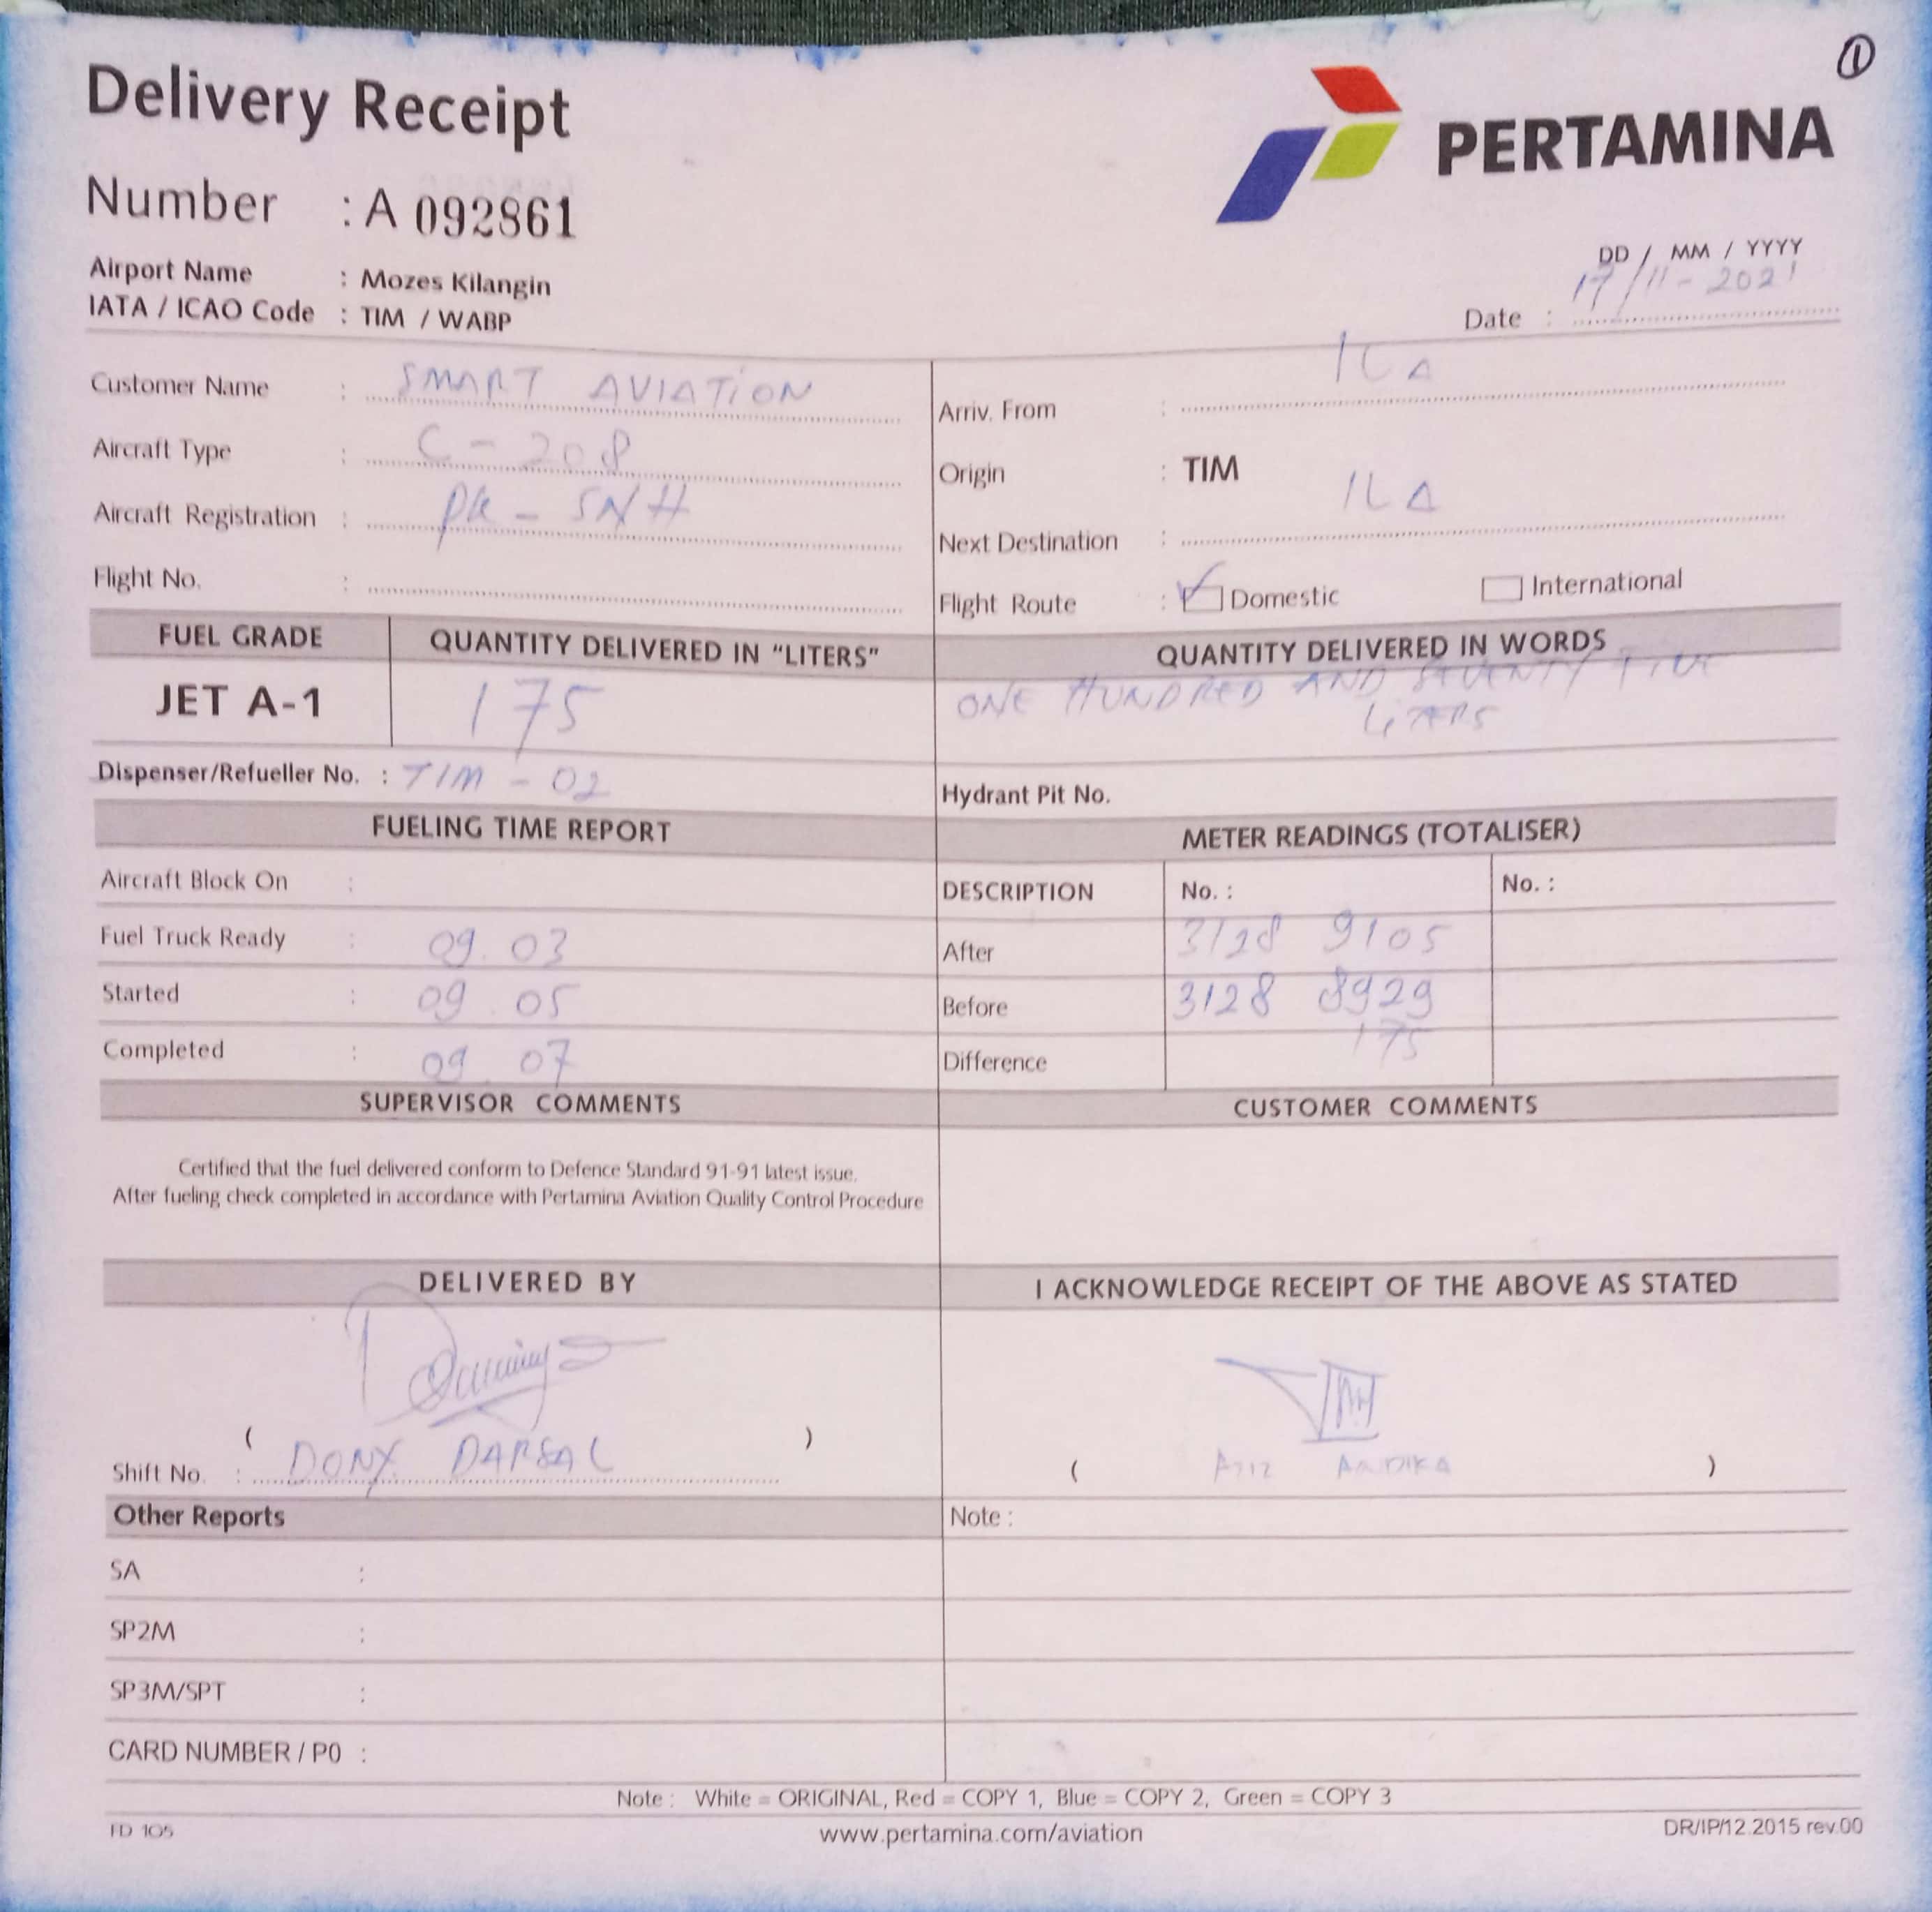 ①
Delivery Receipt
PERTAMINA
Number : A 092861
Airport Name : Mozes Kilangin
IATA / ICAO Code : TIM / WABP
DD / MM / YYYY
Date : 17/11-2021
Customer Name : SMART AVIATION
Aircraft Type : C-208
Aircraft Registration : PK-SNH
Flight No. :
Arriv. From : ILA
Origin : TIM
Next Destination : ILA
Flight Route : Domestic International
FUEL GRADE QUANTITY DELIVERED IN "LITERS" QUANTITY DELIVERED IN WORDS
JET A-1 175 ONE HUNDRED AND SEVENTY FIVE
LITERS
Dispenser/Refueller No. : TIM - 02 Hydrant Pit No.
FUELING TIME REPORT
Aircraft Block On :
Fuel Truck Ready : 09.03
Started : 09.05
Completed : 09 07
METER READINGS (TOTALISER)
DESCRIPTION No. : No. :
After 3128 9105
Before 3128 8929
Difference 175
SUPERVISOR COMMENTS CUSTOMER COMMENTS
Certified that the fuel delivered conform to Defence Standard 91-91 latest issue.
After fueling check completed in accordance with Pertamina Aviation Quality Control Procedure
DELIVERED BY
( )
Shift No. : DONY DARSAL
I ACKNOWLEDGE RECEIPT OF THE ABOVE AS STATED
( AZIZ ANDIKA )
Other Reports Note :
SA :
SP2M :
SP3M/SPT :
CARD NUMBER / P0 :
Note : White = ORIGINAL, Red = COPY 1, Blue = COPY 2, Green = COPY 3
FD 105 www.pertamina.com/aviation DR/IP/12.2015 rev.00